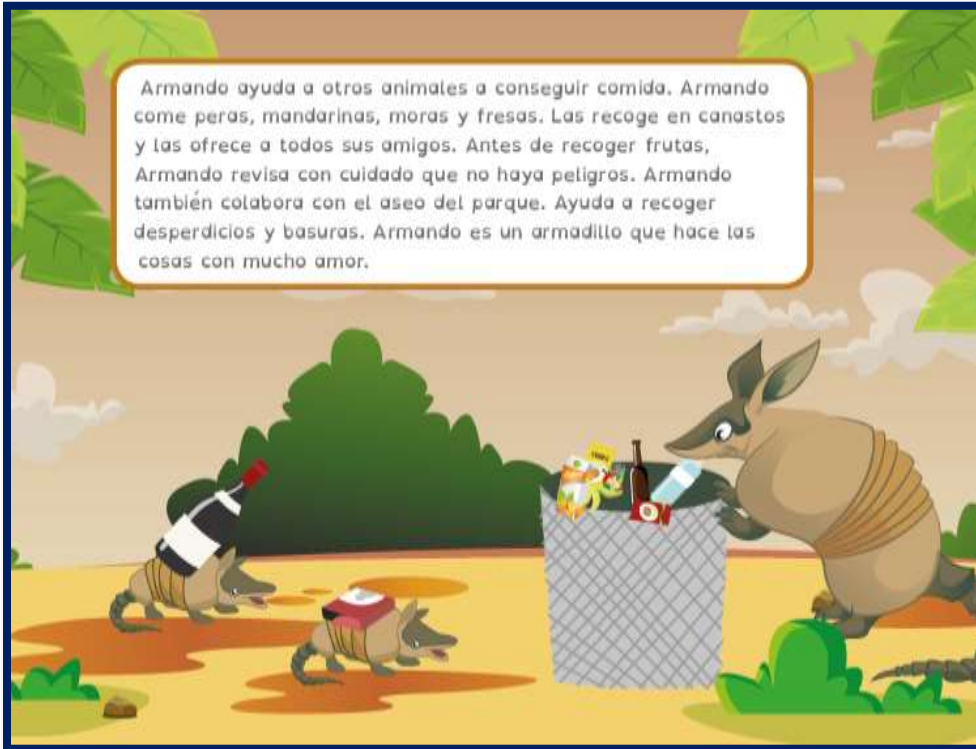 Armando ayuda a otros animales a conseguir comida. Armando
come peras, mandarinas, moras y fresas. Las recoge en canastos
y las ofrece a todos sus amigos. Antes de recoger frutas,
Armando revisa con cuidado que no haya peligros. Armando
también colabora con el aseo del parque. Ayuda a recoger
desperdicios y basuras. Armando es un armadillo que hace las
cosas con mucho amor.